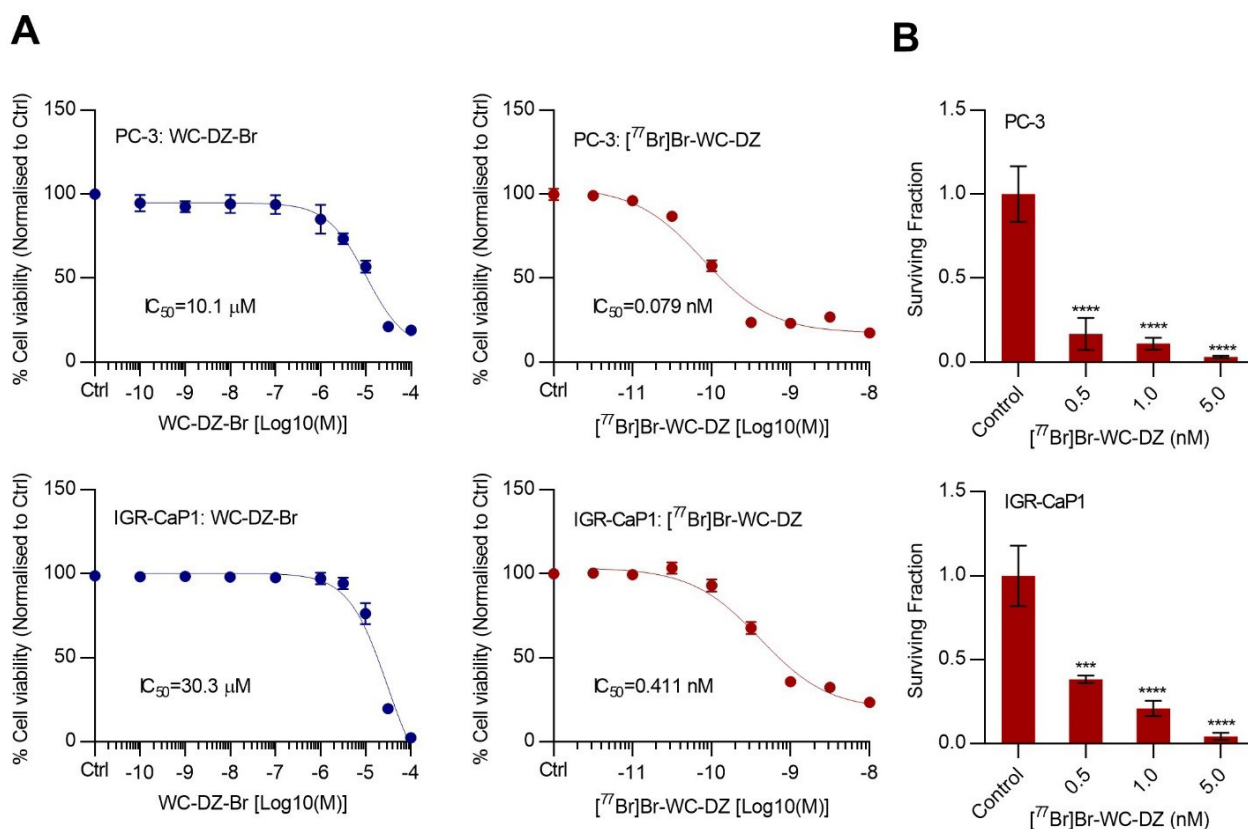 A
% Cell viability (Normalised to Ctrl)
150
100
50
0
PC-3: WC-DZ-Br
IC₅₀=10.1 µM
Ctrl -10 -9 -8 -7 -6 -5 -4
WC-DZ-Br [Log10(M)]
% Cell viability (Normalised to Ctrl)
150
100
50
0
PC-3: [⁷⁷Br]Br-WC-DZ
IC₅₀=0.079 nM
Ctrl -11 -10 -9 -8
[⁷⁷Br]Br-WC-DZ [Log10(M)]
B
Surviving Fraction
1.5
1.0
0.5
0.0
PC-3
****
****
****
Control 0.5 1.0 5.0
[⁷⁷Br]Br-WC-DZ (nM)
% Cell viability (Normalised to Ctrl)
150
100
50
0
IGR-CaP1: WC-DZ-Br
IC₅₀=30.3 µM
Ctrl -10 -9 -8 -7 -6 -5 -4
WC-DZ-Br [Log10(M)]
% Cell viability (Normalised to Ctrl)
150
100
50
0
IGR-CaP1: [⁷⁷Br]Br-WC-DZ
IC₅₀=0.411 nM
Ctrl -11 -10 -9 -8
[⁷⁷Br]Br-WC-DZ [Log10(M)]
Surviving Fraction
1.5
1.0
0.5
0.0
IGR-CaP1
***
****
****
Control 0.5 1.0 5.0
[⁷⁷Br]Br-WC-DZ (nM)